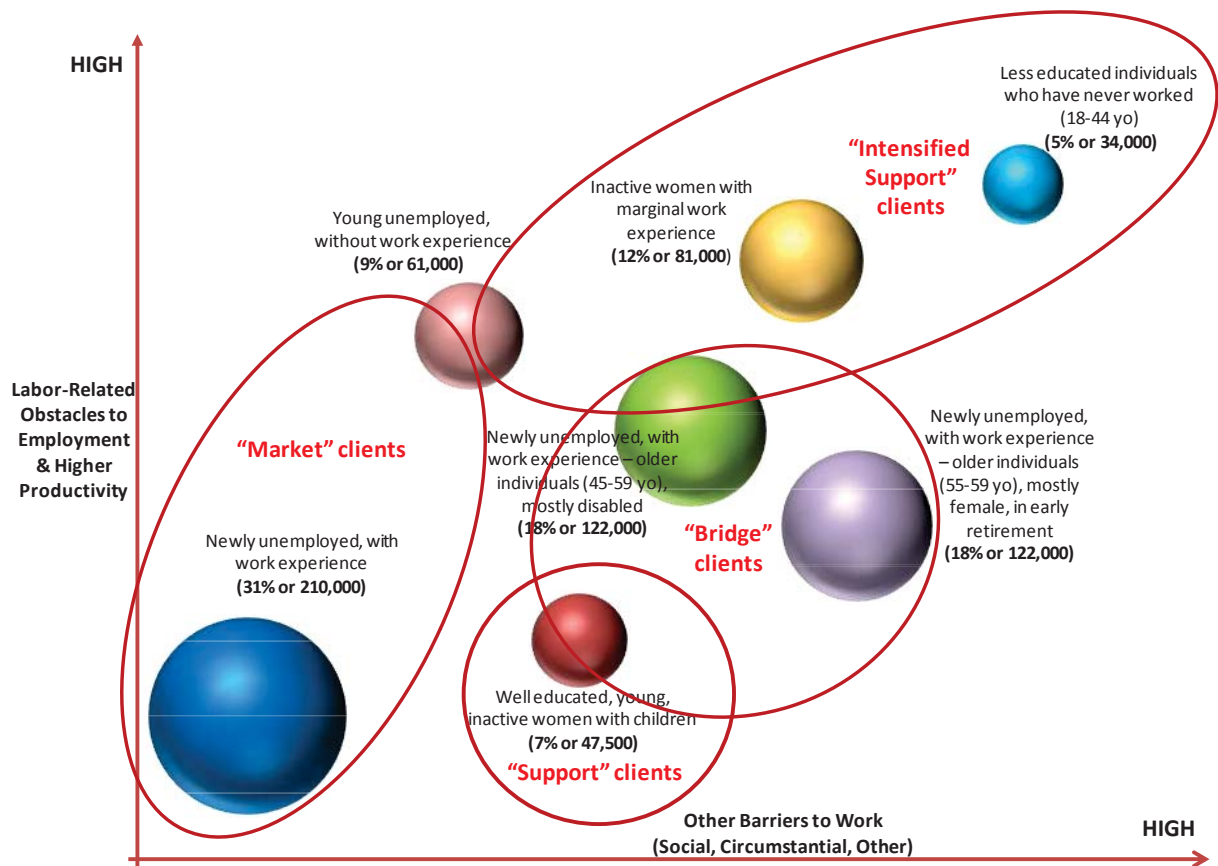 HIGH
Less educated individuals
who have never worked
(18-44 yo)
(5% or 34,000)
“Intensified
Support”
clients
Inactive women with
marginal work
experience
(12% or 81,000)
Young unemployed,
without work experience
(9% or 61,000)
Labor-Related
Obstacles to
Employment
& Higher
Productivity
“Market” clients
Newly unemployed, with
work experience – older
individuals (45-59 yo),
mostly disabled
(18% or 122,000)
Newly unemployed,
with work experience
– older individuals
(55-59 yo), mostly
female, in early
retirement
(18% or 122,000)
“Bridge”
clients
Newly unemployed, with
work experience
(31% or 210,000)
Well educated, young,
inactive women with children
(7% or 47,500)
“Support” clients
Other Barriers to Work
(Social, Circumstantial, Other)
HIGH